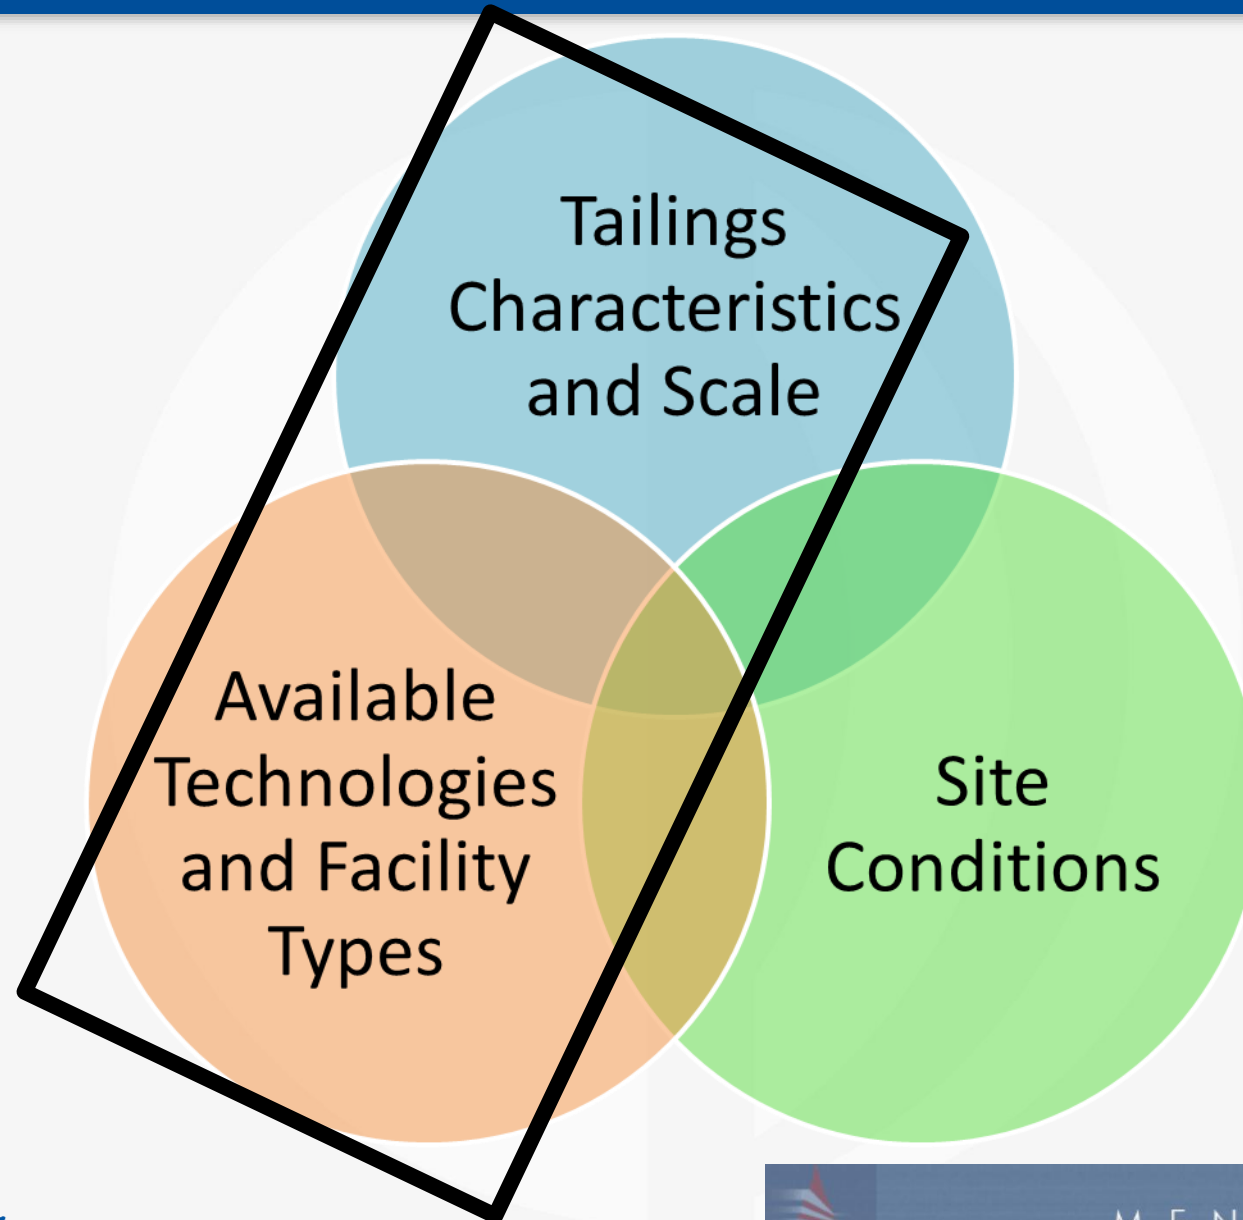 Tailings
Characteristics
and Scale
Available
Technologies
and Facility
Types
Site
Conditions
M E N